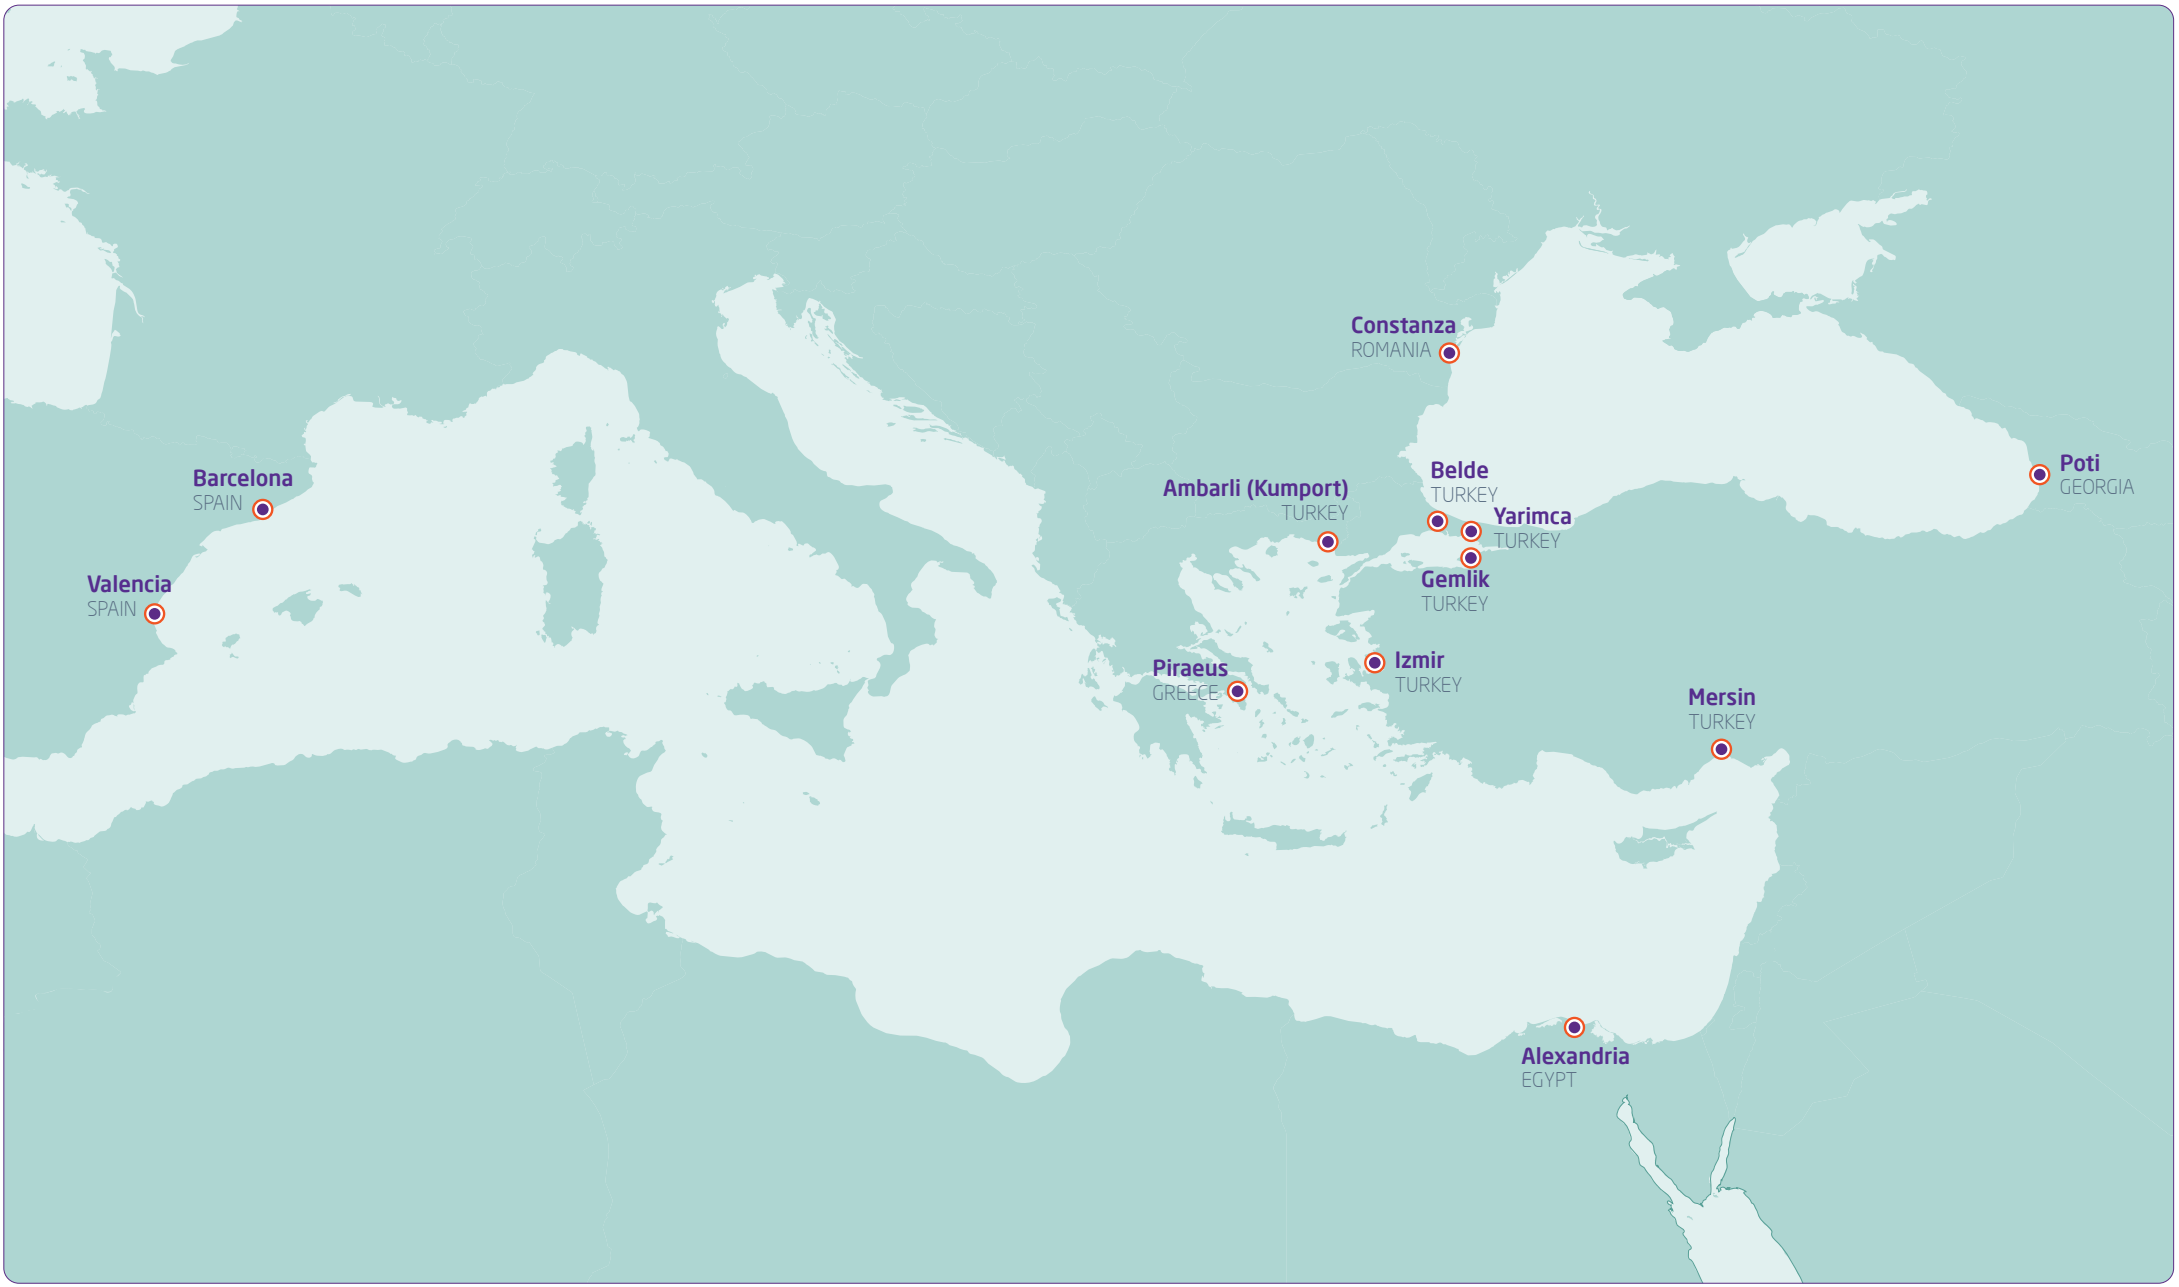 Constanza
ROMANIA
Poti
GEORGIA
Belde
TURKEY
Barcelona
SPAIN
Ambarli (Kumport)
TURKEY
Yarimca
TURKEY
Gemlik
TURKEY
Valencia
SPAIN
Izmir
TURKEY
Piraeus
GREECE
Mersin
TURKEY
Alexandria
EGYPT